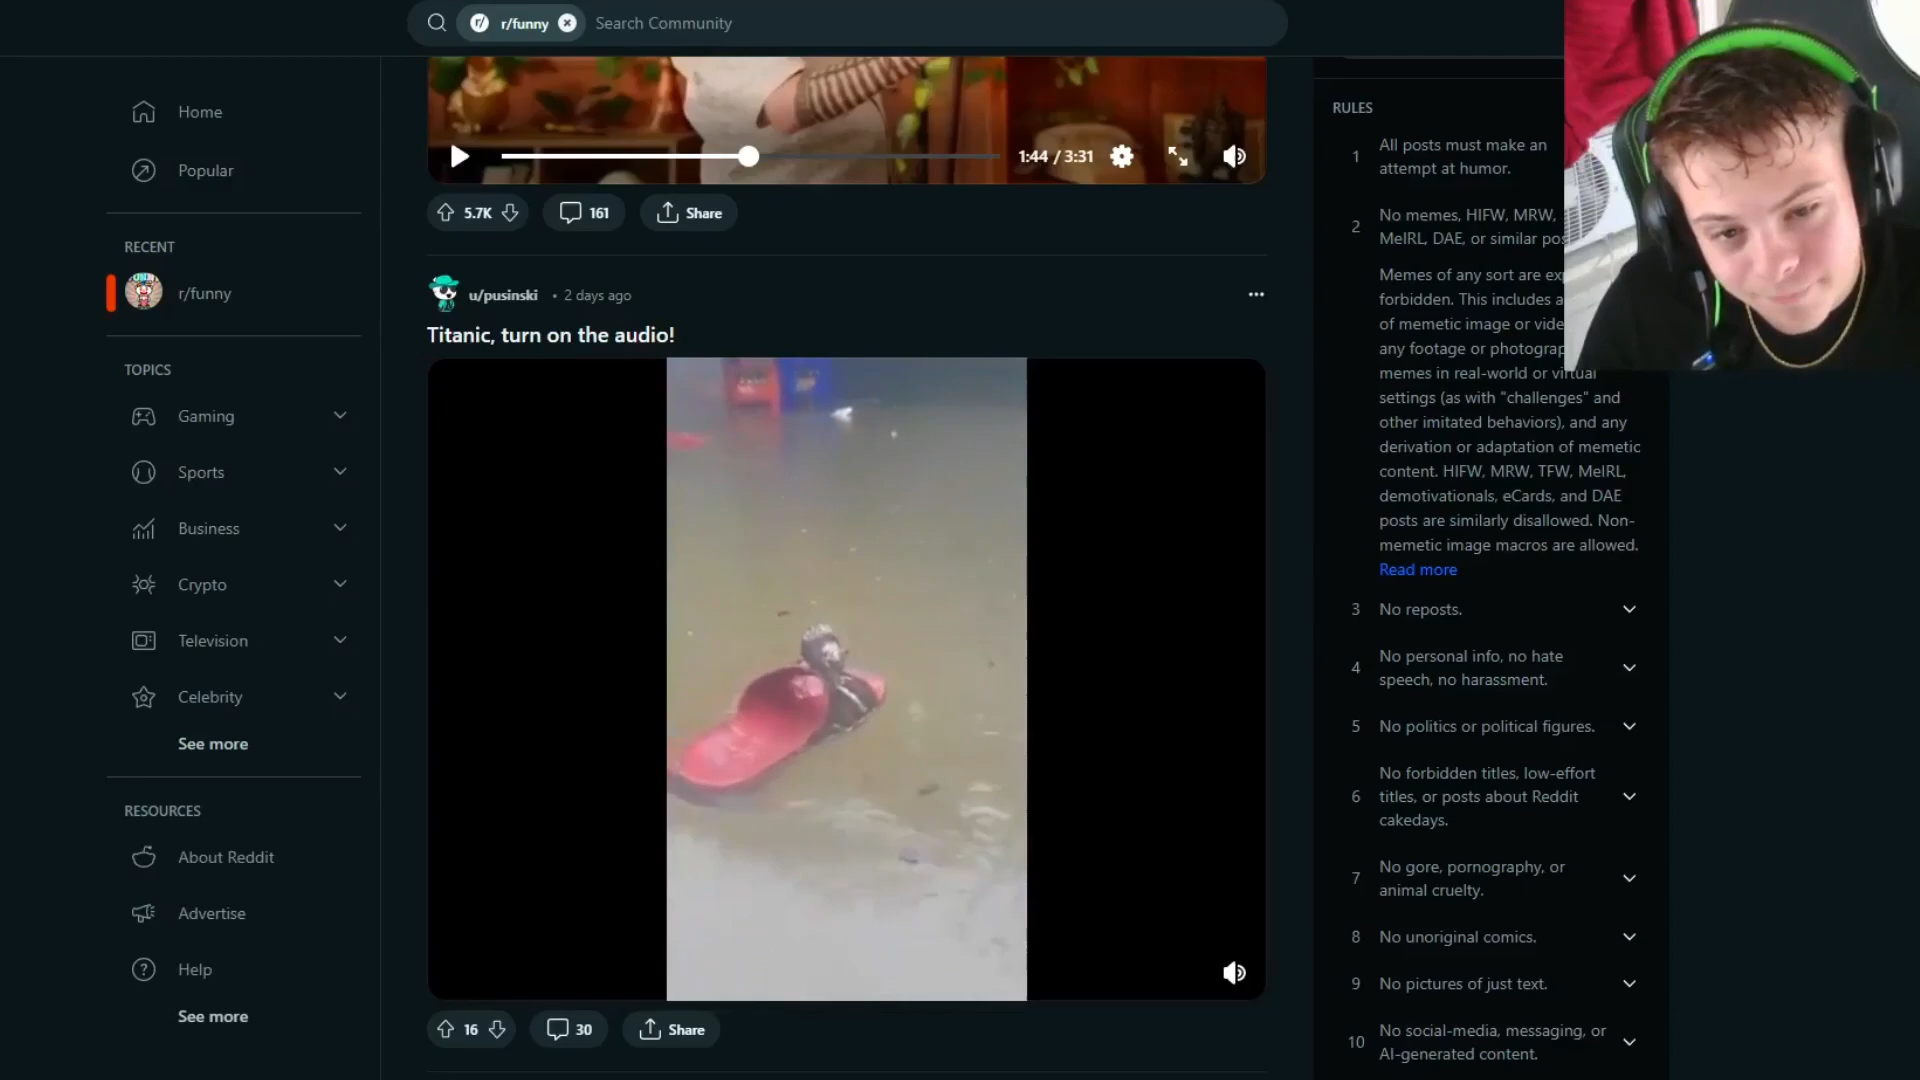 r/funny
Search Community
Home
Popular
RECENT
r/funny
TOPICS
Gaming
Sports
Business
Crypto
Television
Celebrity
See more
RESOURCES
About Reddit
Advertise
Help
See more
1:44 / 3:31
5.7K
161
Share
u/pusinski
• 2 days ago
Titanic, turn on the audio!
16
30
Share
RULES
1
All posts must make an
attempt at humor.
2
No memes, HIFW, MRW,
MeIRL, DAE, or similar
Memes of any sort are
forbidden. This includes
of memetic image or
any footage or
memes in real-world or virtual
settings (as with "challenges" and
other imitated behaviors), and any
derivation or adaptation of memetic
content. HIFW, MRW, TFW, MeIRL,
demotivationals, eCards, and DAE
posts are similarly disallowed. Non-
memetic image macros are allowed.
Read more
3
No reposts.
4
No personal info, no hate
speech, no harassment.
5
No politics or political figures.
6
No forbidden titles, low-effort
titles, or posts about Reddit
cakedays.
7
No gore, pornography, or
animal cruelty.
8
No unoriginal comics.
9
No pictures of just text.
10
No social-media, messaging, or
AI-generated content.